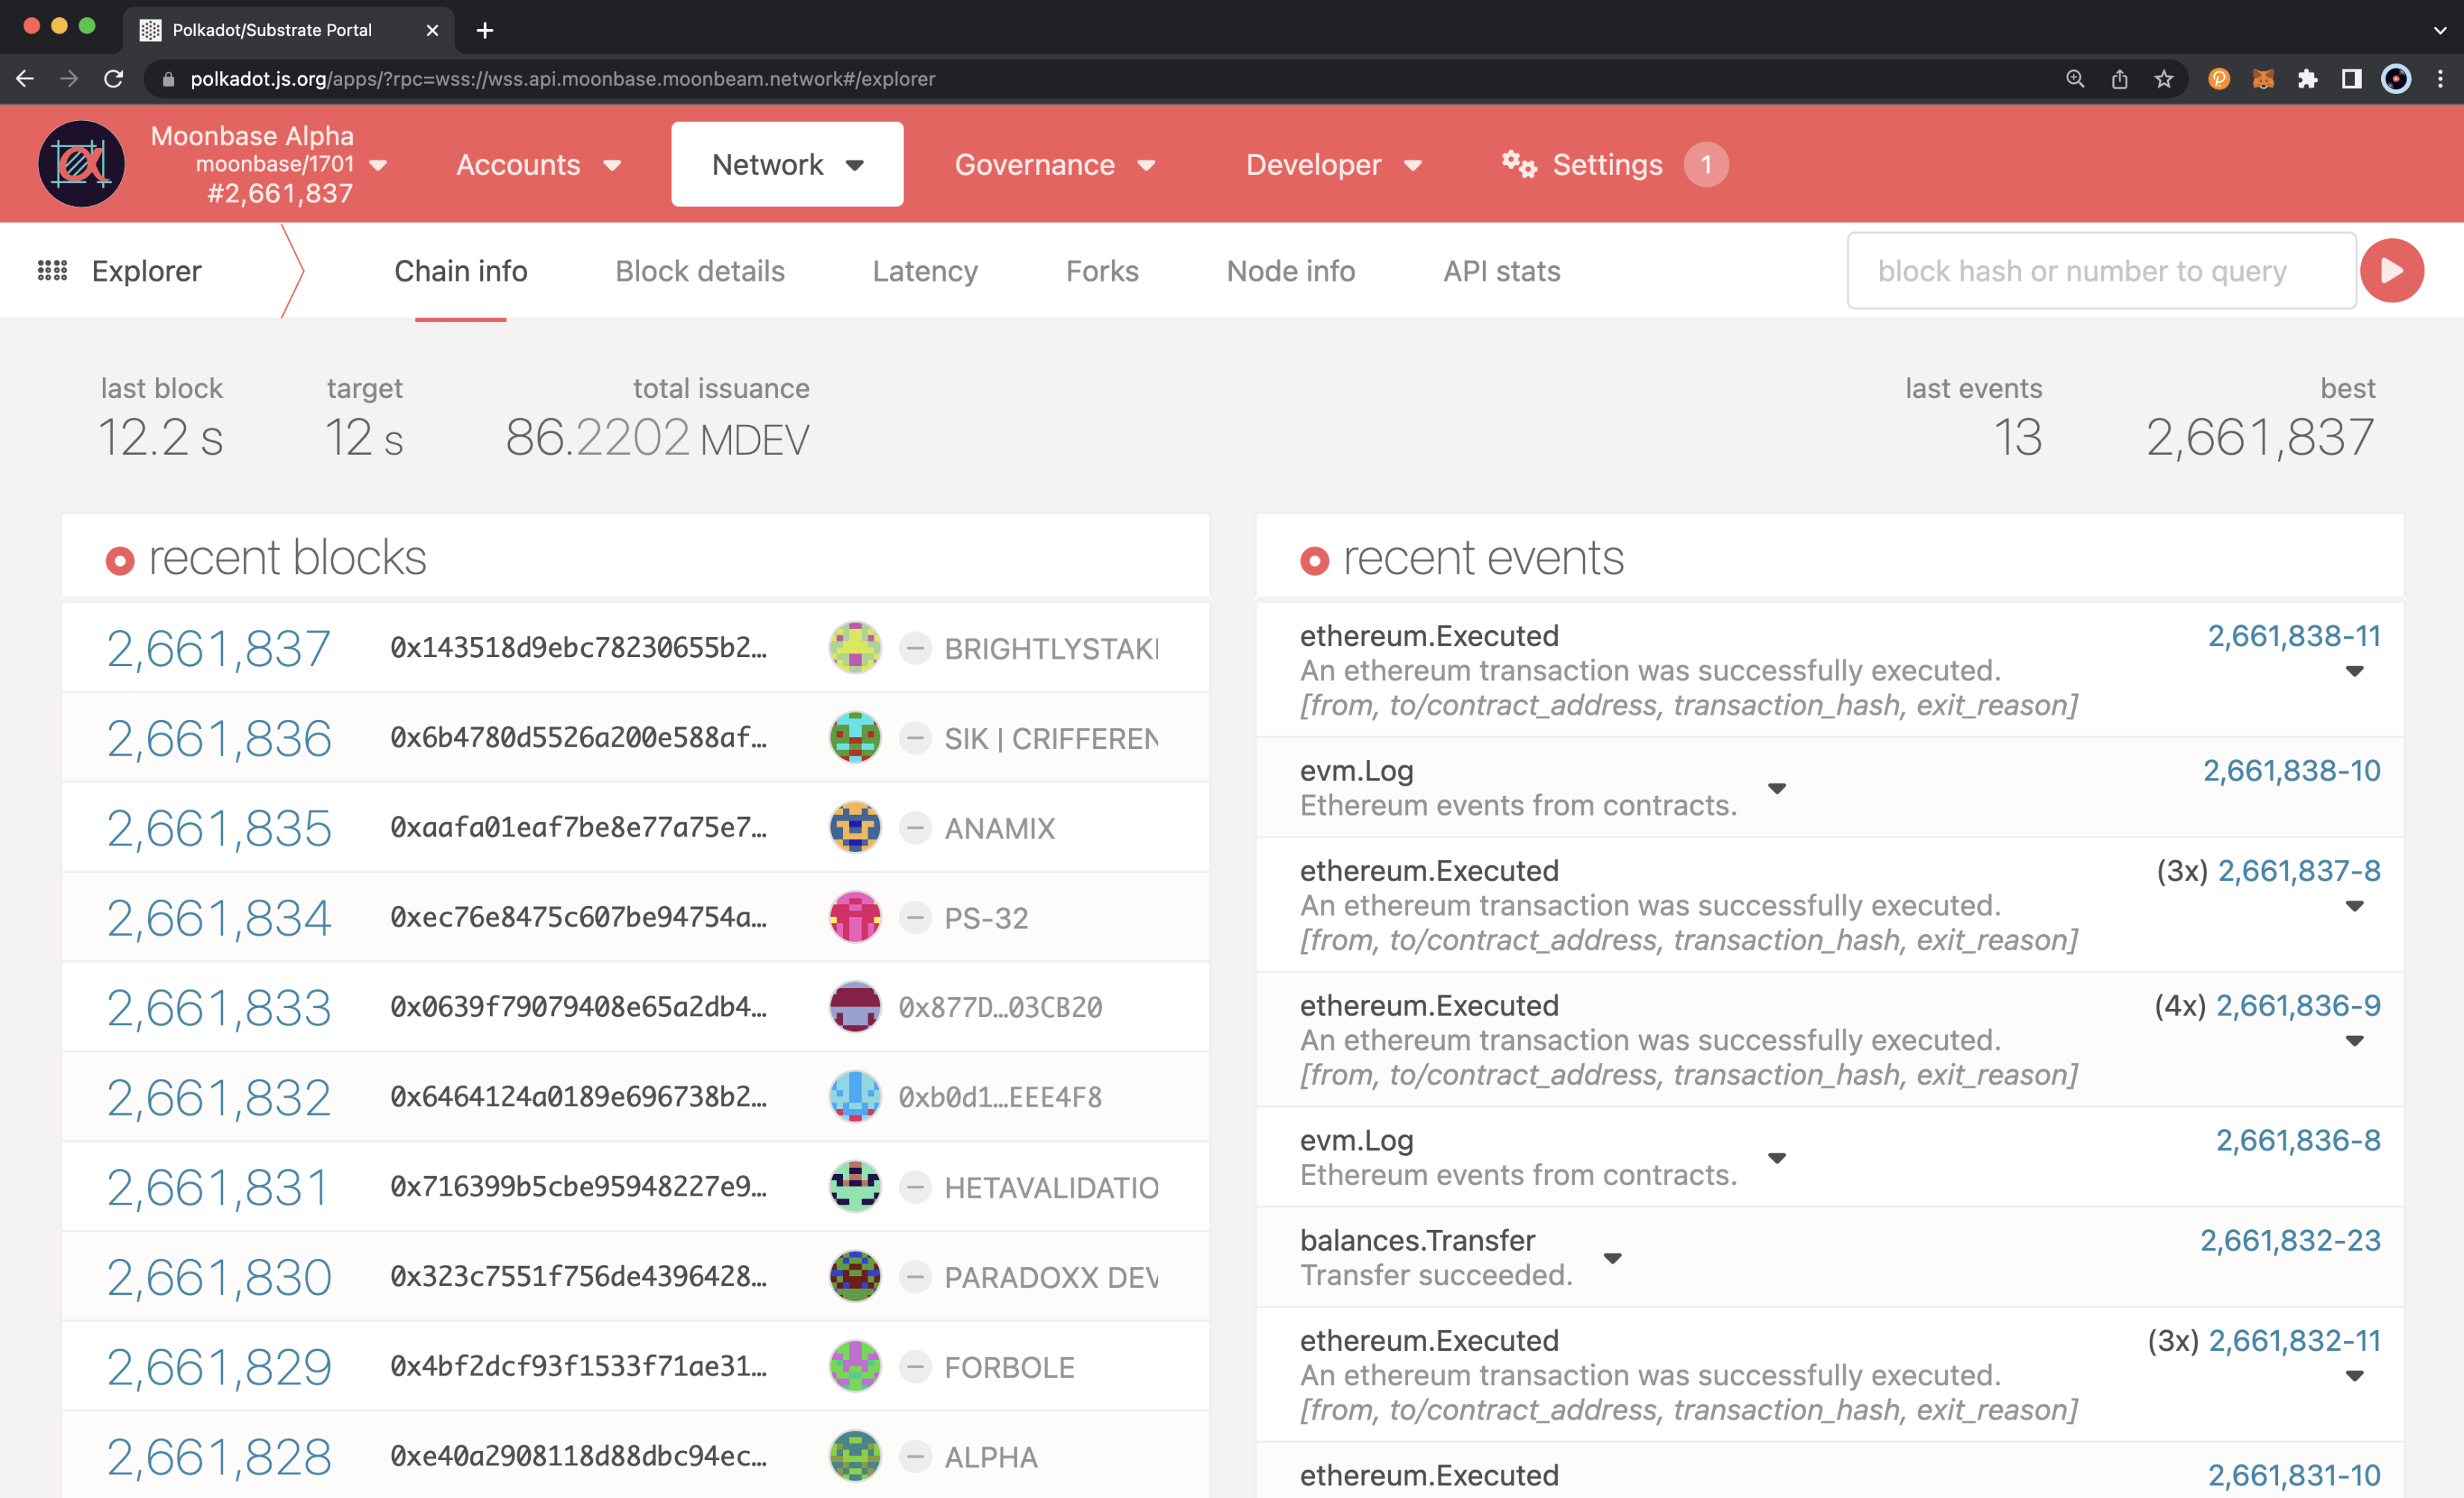 Polkadot/Substrate Portal
polkadot.js.org/apps/?rpc=wss://wss.api.moonbase.moonbeam.network#/explorer
Moonbase Alpha
moonbase/1701
#2,661,837
Accounts
Network
Governance
Developer
Settings
1
Explorer
Chain info
Block details
Latency
Forks
Node info
API stats
block hash or number to query
last block
12.2 s
target
12 s
total issuance
86.2202 MDEV
last events
13
best
2,661,837
recent blocks
2,661,837 0x143518d9ebc78230655b2… BRIGHTLYSTAKI
2,661,836 0x6b4780d5526a200e588af… SIK | CRIFFEREN
2,661,835 0xaafa01eaf7be8e77a75e7… ANAMIX
2,661,834 0xec76e8475c607be94754a… PS-32
2,661,833 0x0639f79079408e65a2db4… 0x877D…03CB20
2,661,832 0x6464124a0189e696738b2… 0xb0d1…EEE4F8
2,661,831 0x716399b5cbe95948227e9… HETAVALIDATIO
2,661,830 0x323c7551f756de4396428… PARADOXX DEV
2,661,829 0x4bf2dcf93f1533f71ae31… FORBOLE
2,661,828 0xe40a2908118d88dbc94ec… ALPHA
recent events
ethereum.Executed 2,661,838-11
An ethereum transaction was successfully executed.
[from, to/contract_address, transaction_hash, exit_reason]
evm.Log 2,661,838-10
Ethereum events from contracts.
ethereum.Executed (3x) 2,661,837-8
An ethereum transaction was successfully executed.
[from, to/contract_address, transaction_hash, exit_reason]
ethereum.Executed (4x) 2,661,836-9
An ethereum transaction was successfully executed.
[from, to/contract_address, transaction_hash, exit_reason]
evm.Log 2,661,836-8
Ethereum events from contracts.
balances.Transfer 2,661,832-23
Transfer succeeded.
ethereum.Executed (3x) 2,661,832-11
An ethereum transaction was successfully executed.
[from, to/contract_address, transaction_hash, exit_reason]
ethereum.Executed 2,661,831-10